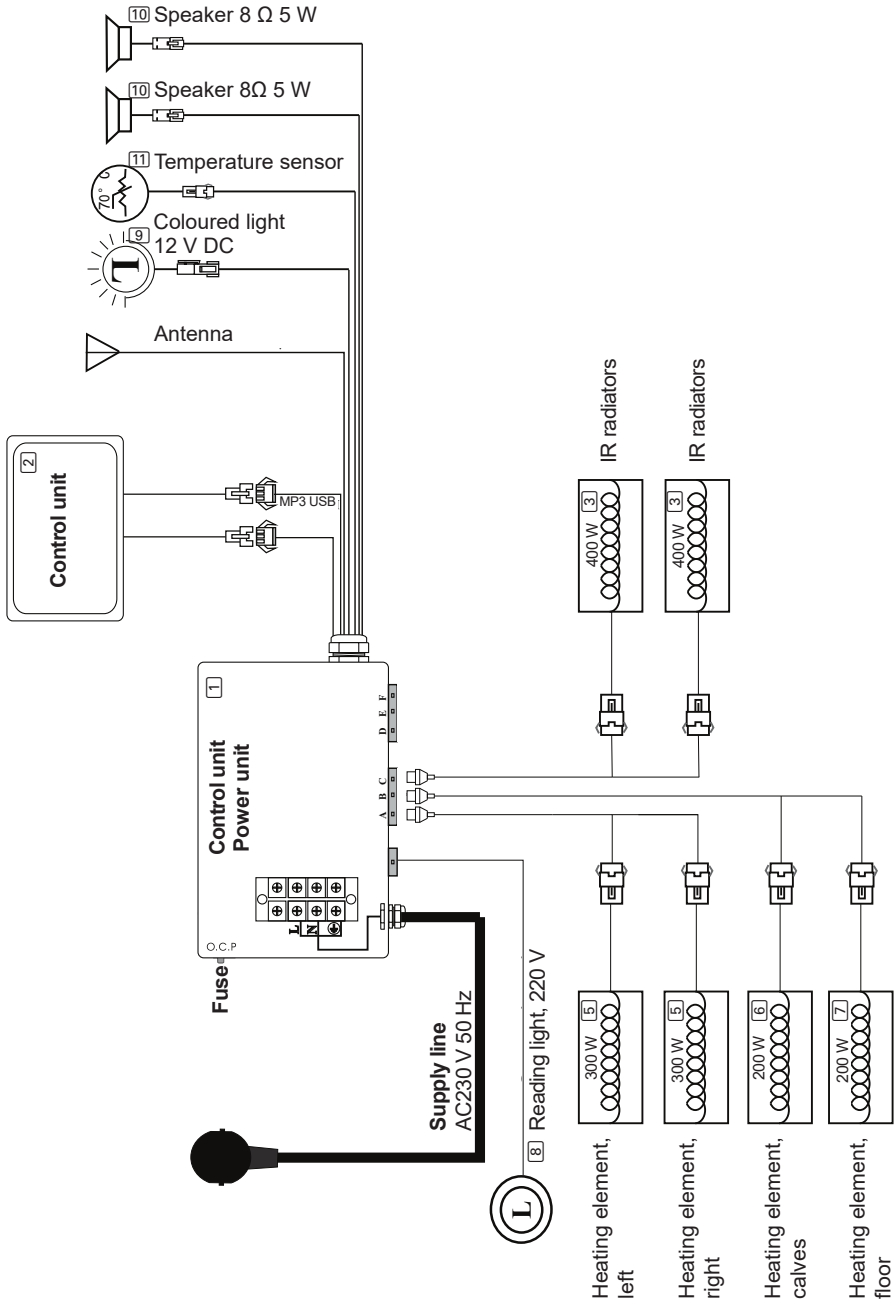 10 Speaker 8 Ω 5 W
10 Speaker 8Ω 5 W
11 Temperature sensor
70° C
9 Coloured light
12 V DC
L
Antenna
2
Control unit
MP3 USB
1
Control unit
Power unit
O.C.P
Fuse
L
N
A B C
D E F
Supply line
AC230 V 50 Hz
8 Reading light, 220 V
L
3
400 W
IR radiators
3
400 W
IR radiators
5
300 W
Heating element,
left
5
300 W
Heating element,
right
6
200 W
Heating element,
calves
7
200 W
Heating element,
floor